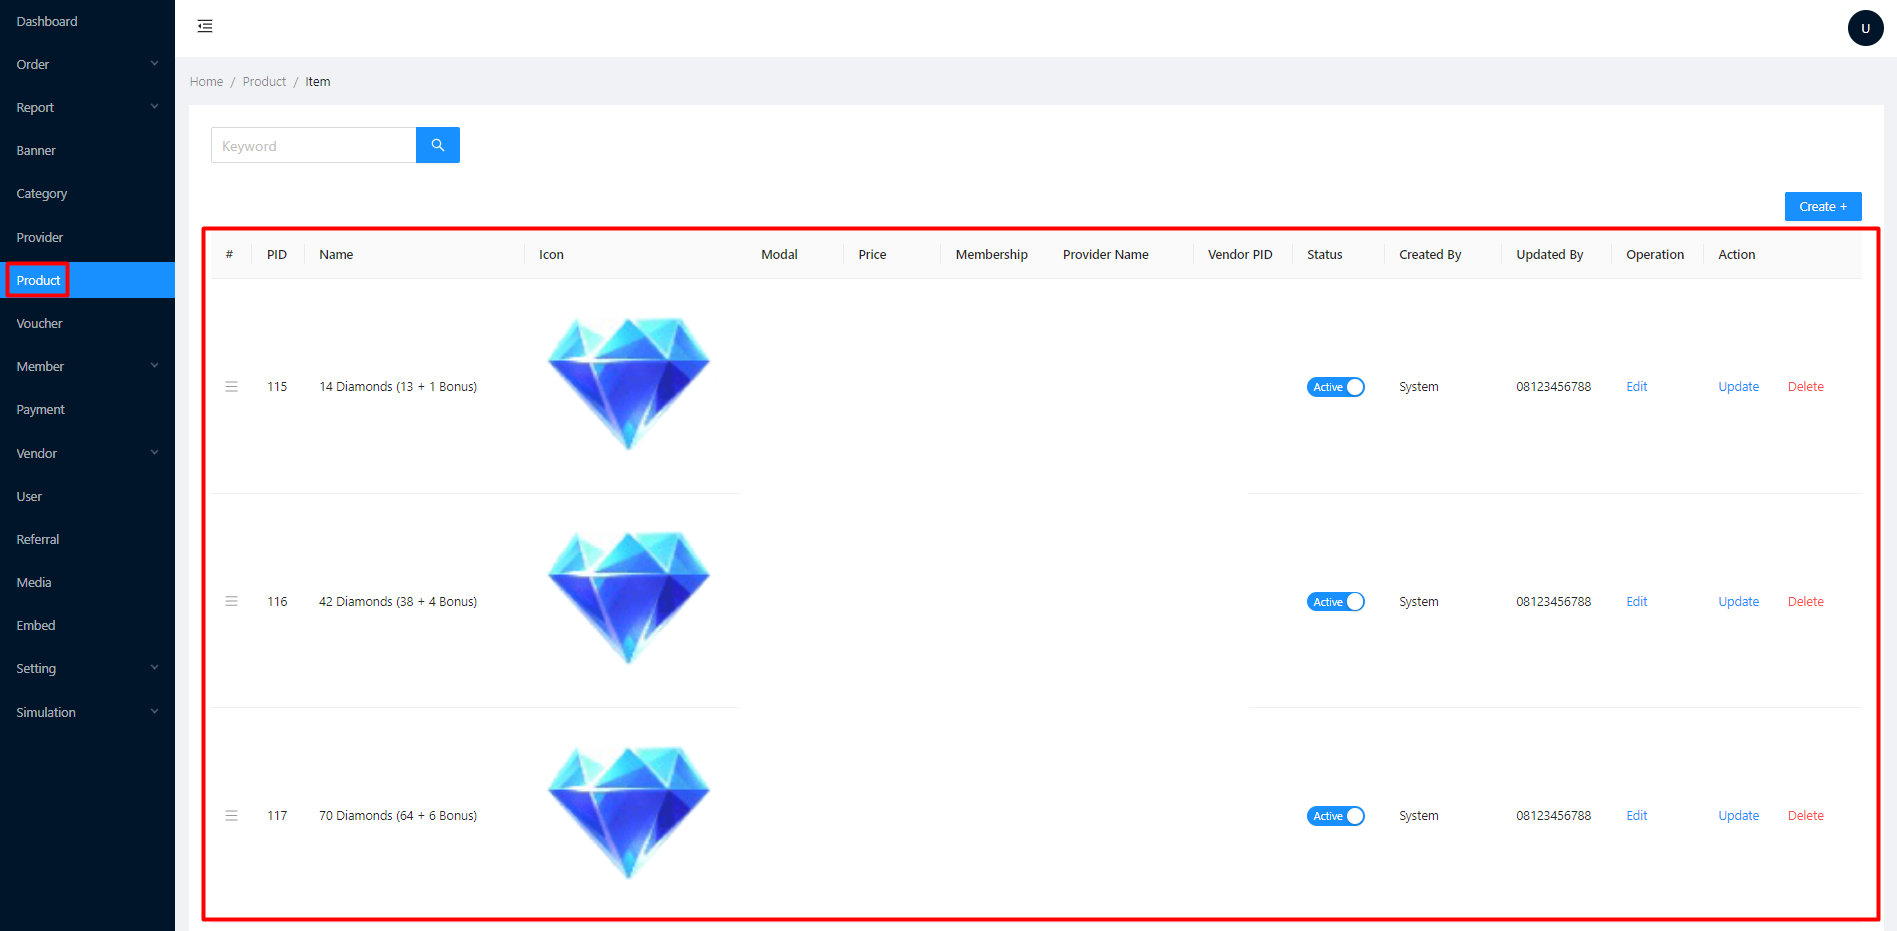 Dashboard
Order
Report
Banner
Category
Provider
Product
Voucher
Member
Payment
Vendor
User
Referral
Media
Embed
Setting
Simulation
U
Home / Product / Item
Keyword
Create +
# PID Name Icon Modal Price Membership Provider Name Vendor PID Status Created By Updated By Operation Action
115 14 Diamonds (13 + 1 Bonus) Active System 08123456788 Edit Update Delete
116 42 Diamonds (38 + 4 Bonus) Active System 08123456788 Edit Update Delete
117 70 Diamonds (64 + 6 Bonus) Active System 08123456788 Edit Update Delete